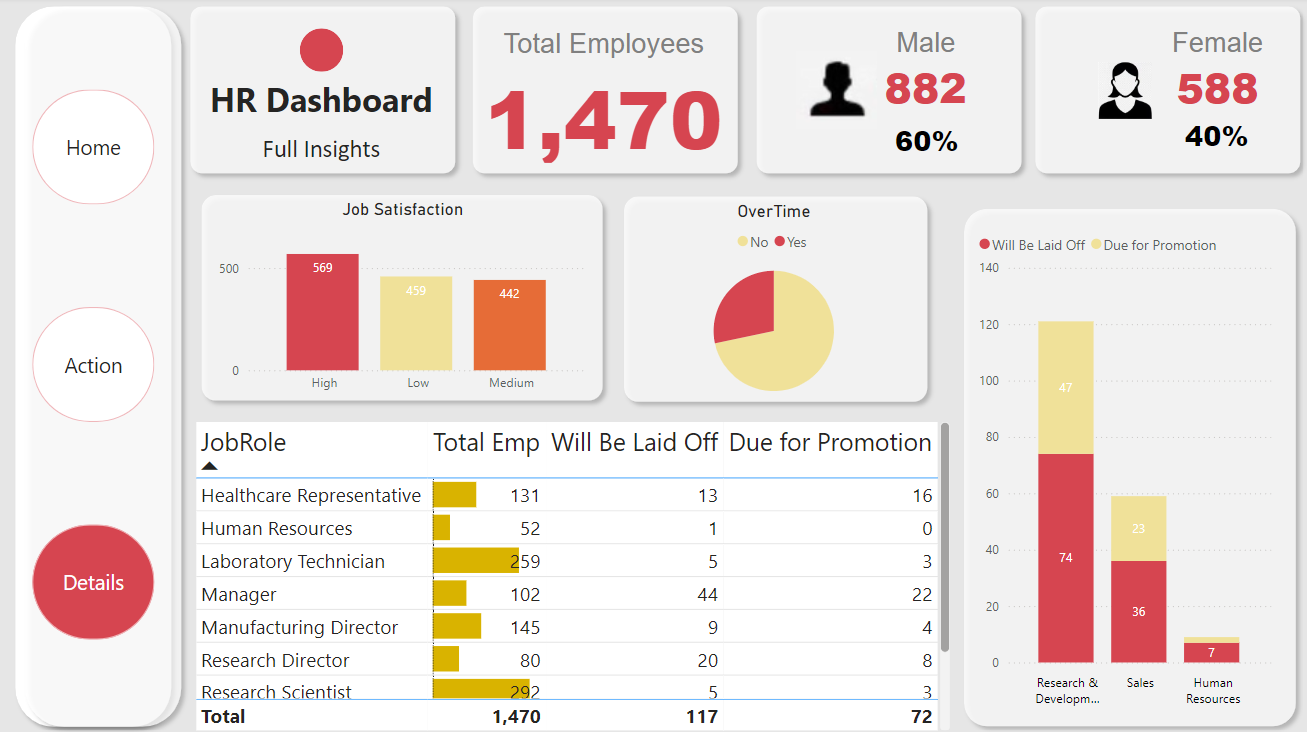 Home
Action
Details
HR Dashboard
Full Insights
Total Employees
1,470
Male
882
60%
Female
588
40%
Job Satisfaction
500
0
569
459
442
High Low Medium
OverTime
No Yes
JobRole Total Emp Will Be Laid Off Due for Promotion
Healthcare Representative 131 13 16
Human Resources 52 1 0
Laboratory Technician 259 5 3
Manager 102 44 22
Manufacturing Director 145 9 4
Research Director 80 20 8
Research Scientist 292 5 3
Total 1,470 117 72
Will Be Laid Off Due for Promotion
140
120
100
80
60
40
20
0
47
74
23
36
7
Research &
Developm...
Sales
Human
Resources